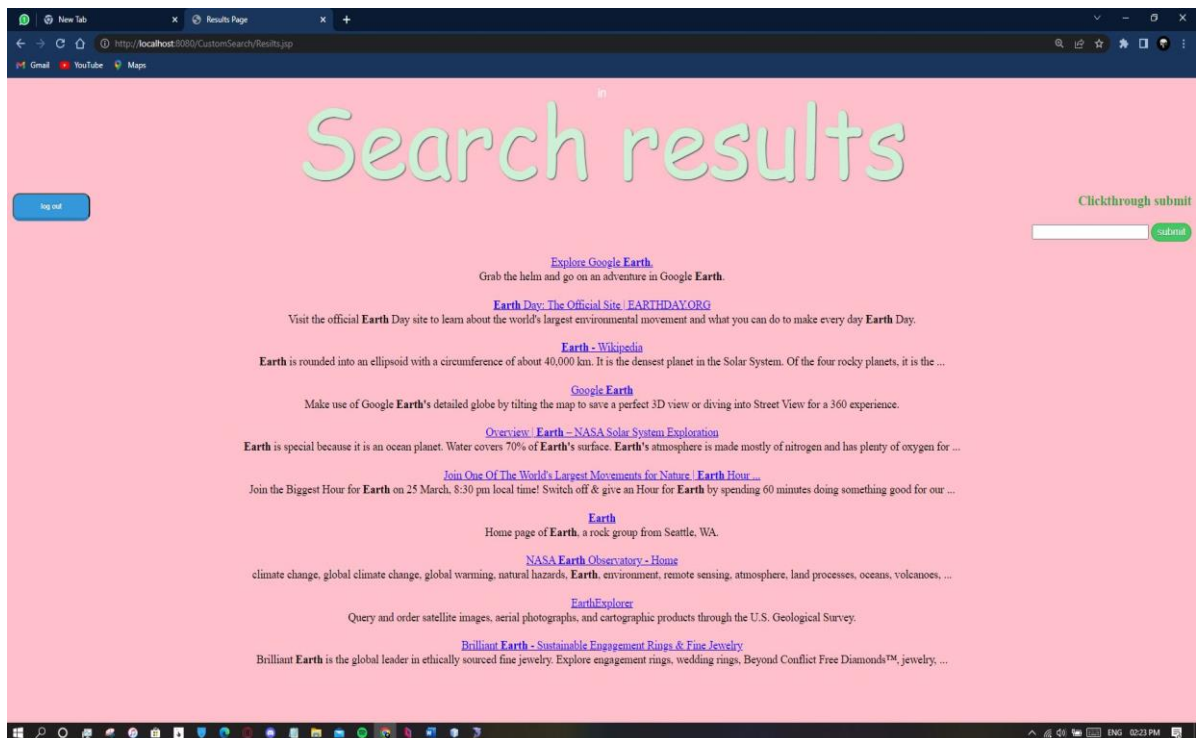 New Tab
Results Page
http://localhost:8080/CustomSearch/Resilts.jsp
Gmail YouTube Maps
in
Search results
log out
Clickthrough submit
submit
Explore Google Earth.
Grab the helm and go on an adventure in Google Earth.
Earth Day: The Official Site | EARTHDAY.ORG
Visit the official Earth Day site to learn about the world's largest environmental movement and what you can do to make every day Earth Day.
Earth - Wikipedia
Earth is rounded into an ellipsoid with a circumference of about 40,000 km. It is the densest planet in the Solar System. Of the four rocky planets, it is the ...
Google Earth
Make use of Google Earth's detailed globe by tilting the map to save a perfect 3D view or diving into Street View for a 360 experience.
Overview | Earth – NASA Solar System Exploration
Earth is special because it is an ocean planet. Water covers 70% of Earth's surface. Earth's atmosphere is made mostly of nitrogen and has plenty of oxygen for ...
Join One Of The World's Largest Movements for Nature | Earth Hour ...
Join the Biggest Hour for Earth on 25 March, 8:30 pm local time! Switch off & give an Hour for Earth by spending 60 minutes doing something good for our ...
Earth
Home page of Earth, a rock group from Seattle, WA.
NASA Earth Observatory - Home
climate change, global climate change, global warming, natural hazards, Earth, environment, remote sensing, atmosphere, land processes, oceans, volcanoes, ...
EarthExplorer
Query and order satellite images, aerial photographs, and cartographic products through the U.S. Geological Survey.
Brilliant Earth - Sustainable Engagement Rings & Fine Jewelry
Brilliant Earth is the global leader in ethically sourced fine jewelry. Explore engagement rings, wedding rings, Beyond Conflict Free Diamonds™, jewelry, ...
ENG 02:23 PM